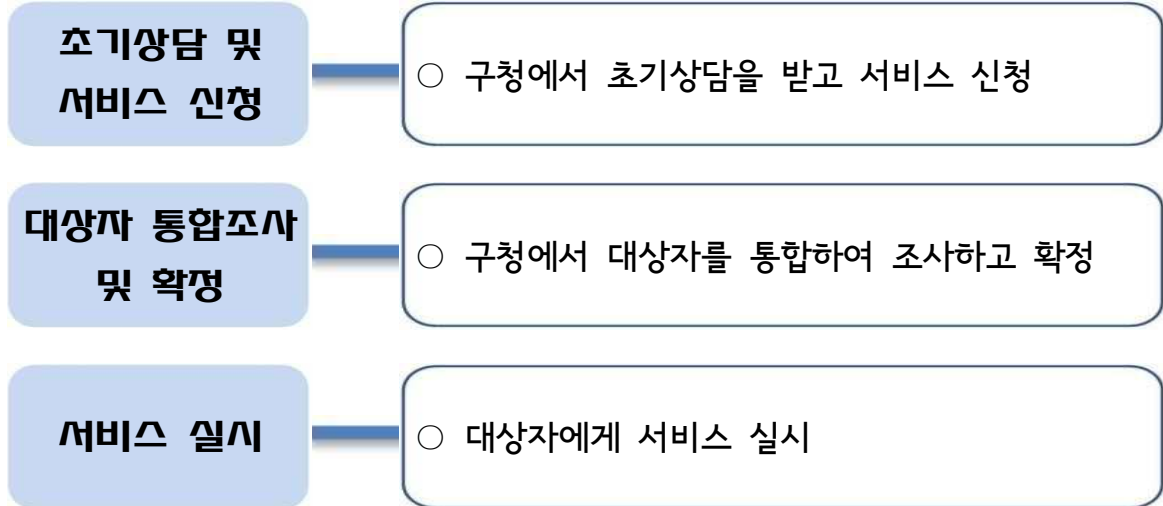 초기상담 및
서비스 신청
○ 구청에서 초기상담을 받고 서비스 신청
대상자 통합조사
및 확정
○ 구청에서 대상자를 통합하여 조사하고 확정
서비스 실시
○ 대상자에게 서비스 실시